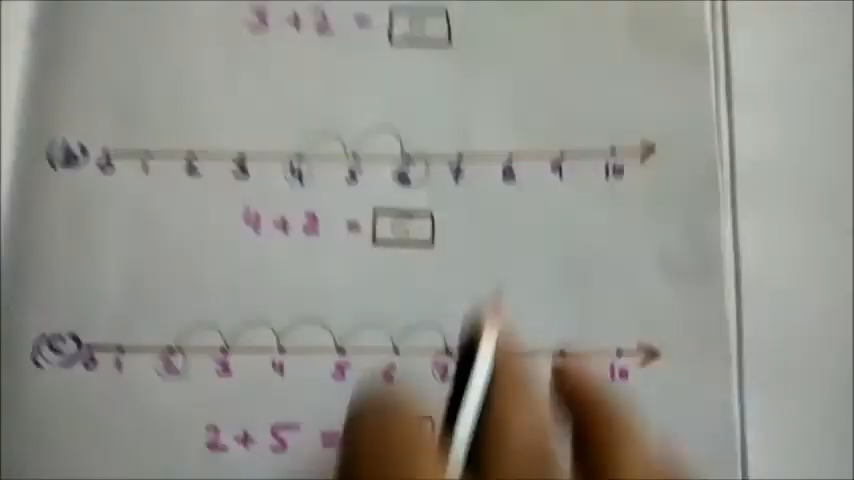 3 + 2 =
(b) 0 1 2 3 4 5 6 7 8 9 10
4 + 2 = 6
(c) 0 1 2 3 4 5 6 7 10
2 + 5 =